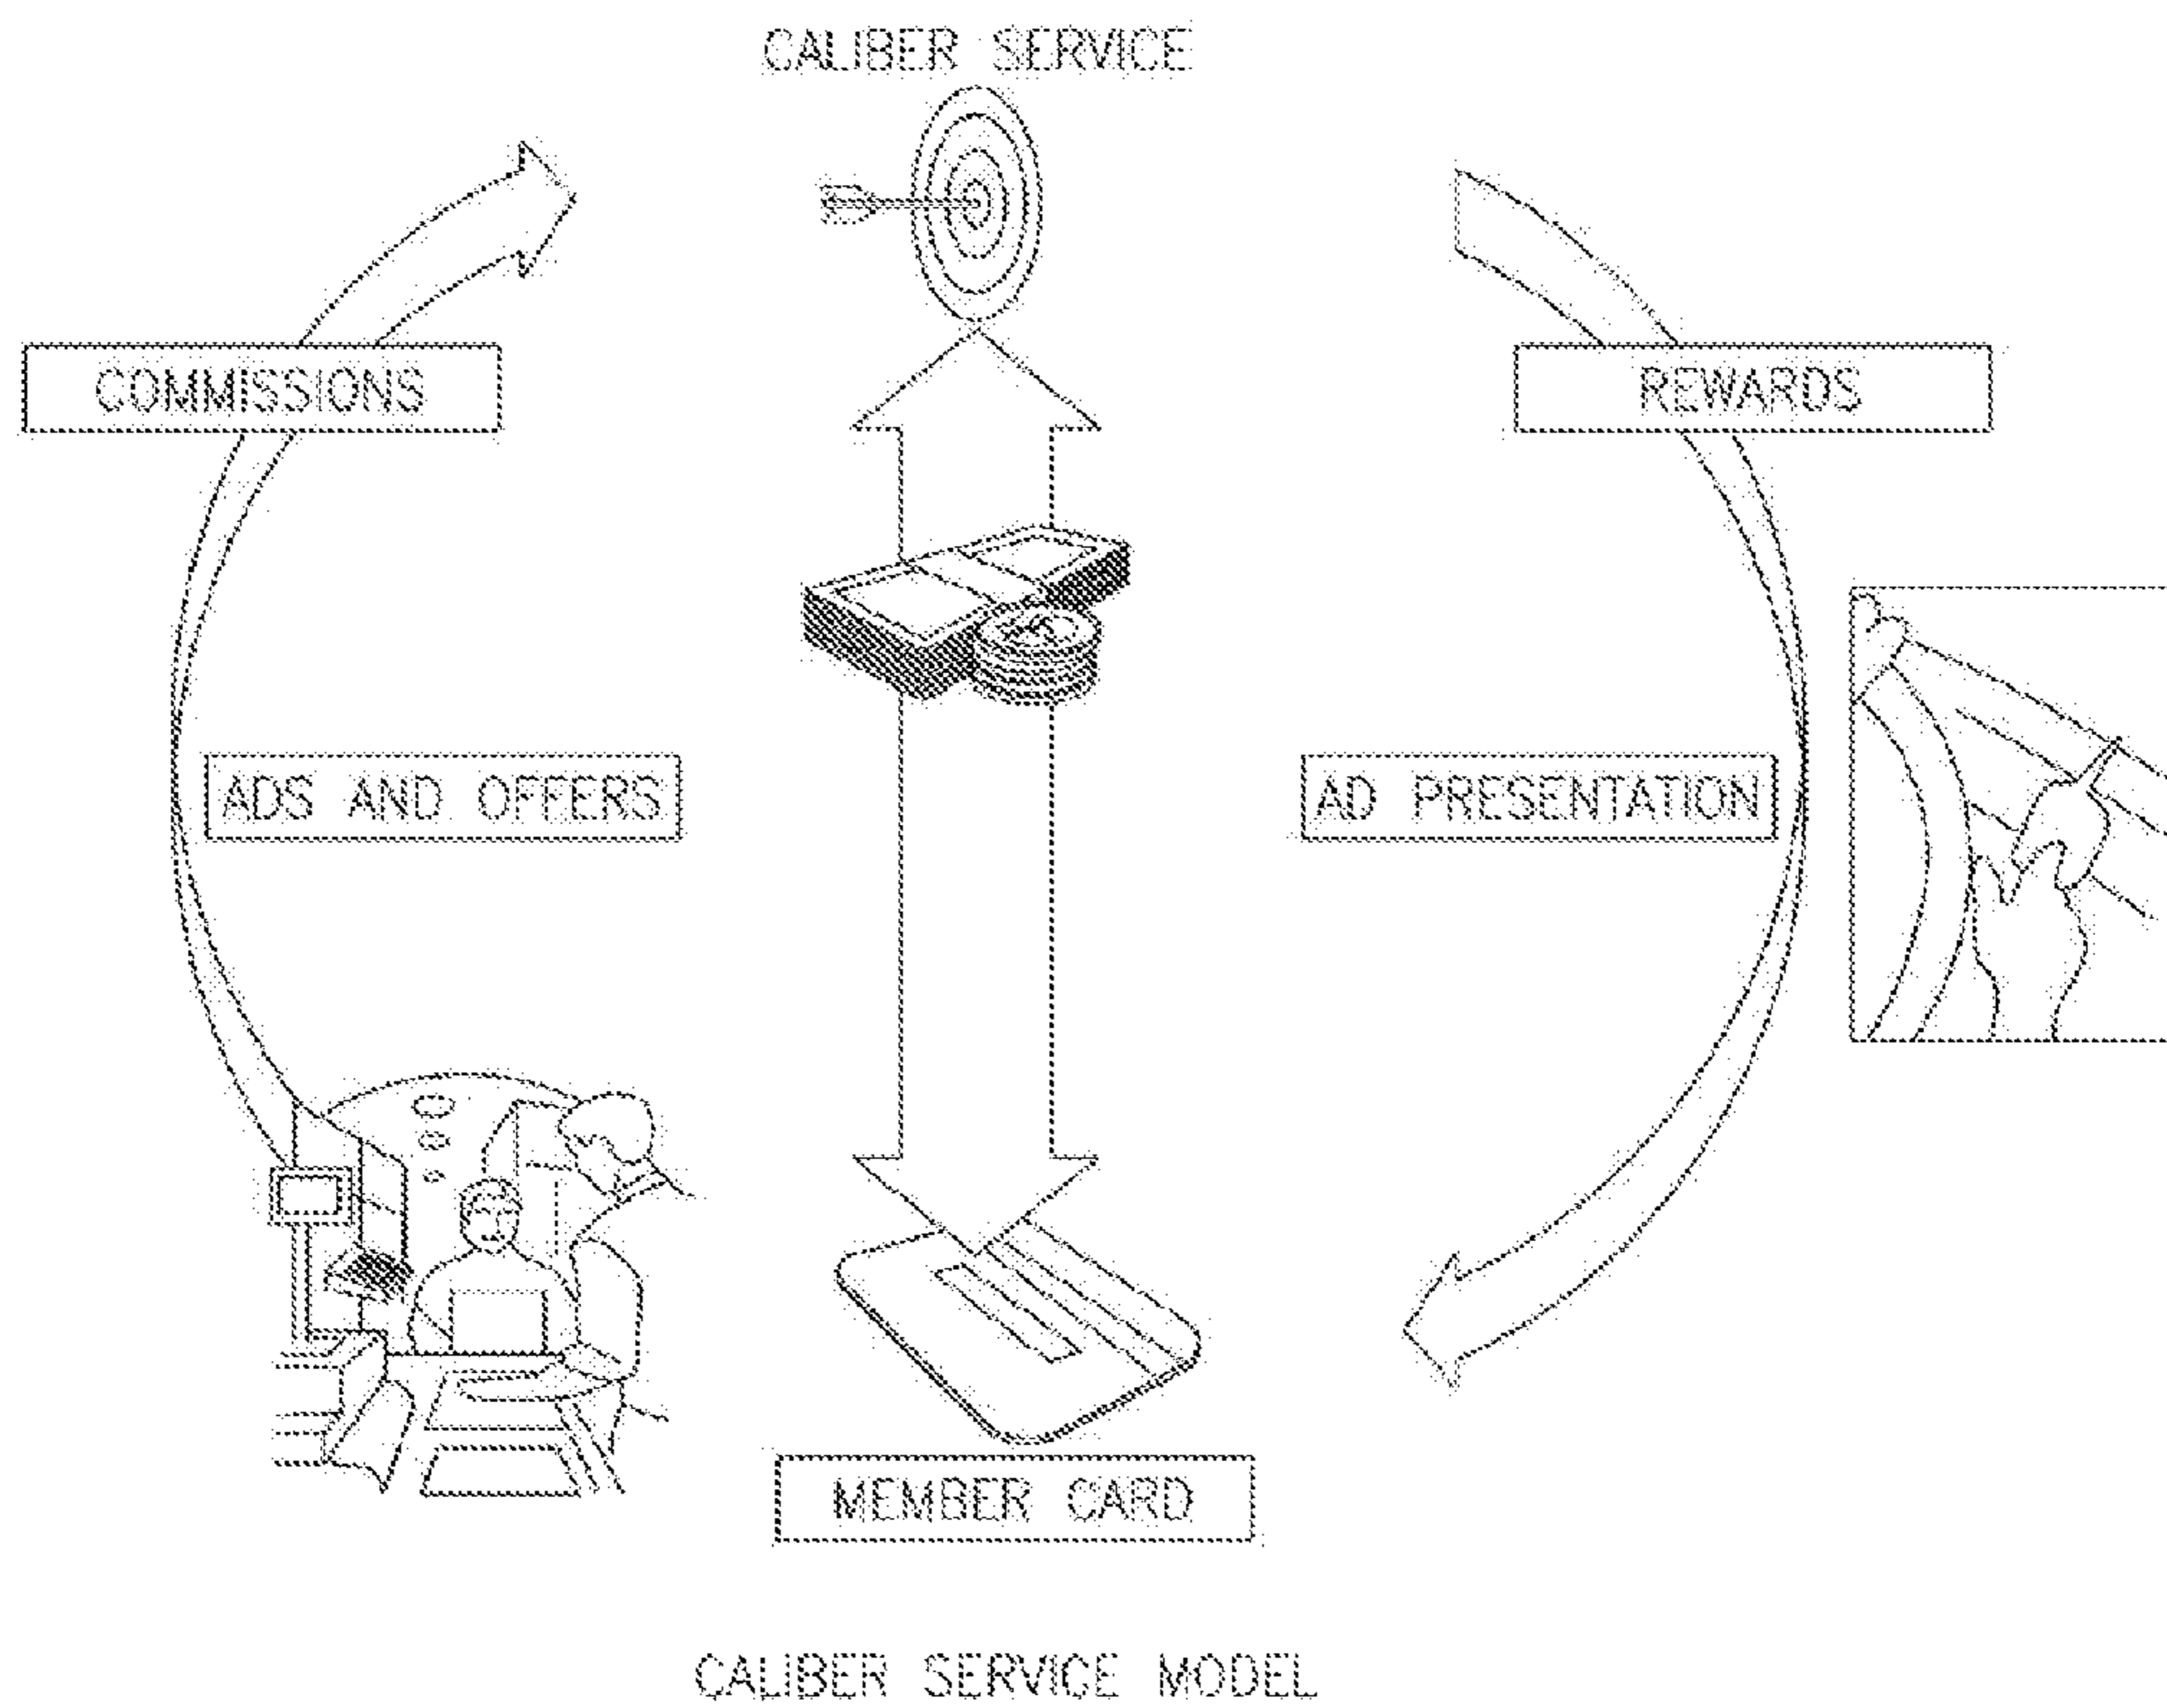 CALIBER SERVICE
COMMISSIONS
REWARDS
ADS AND OFFERS
AD PRESENTATION
MEMBER CARD
CALIBER SERVICE MODEL